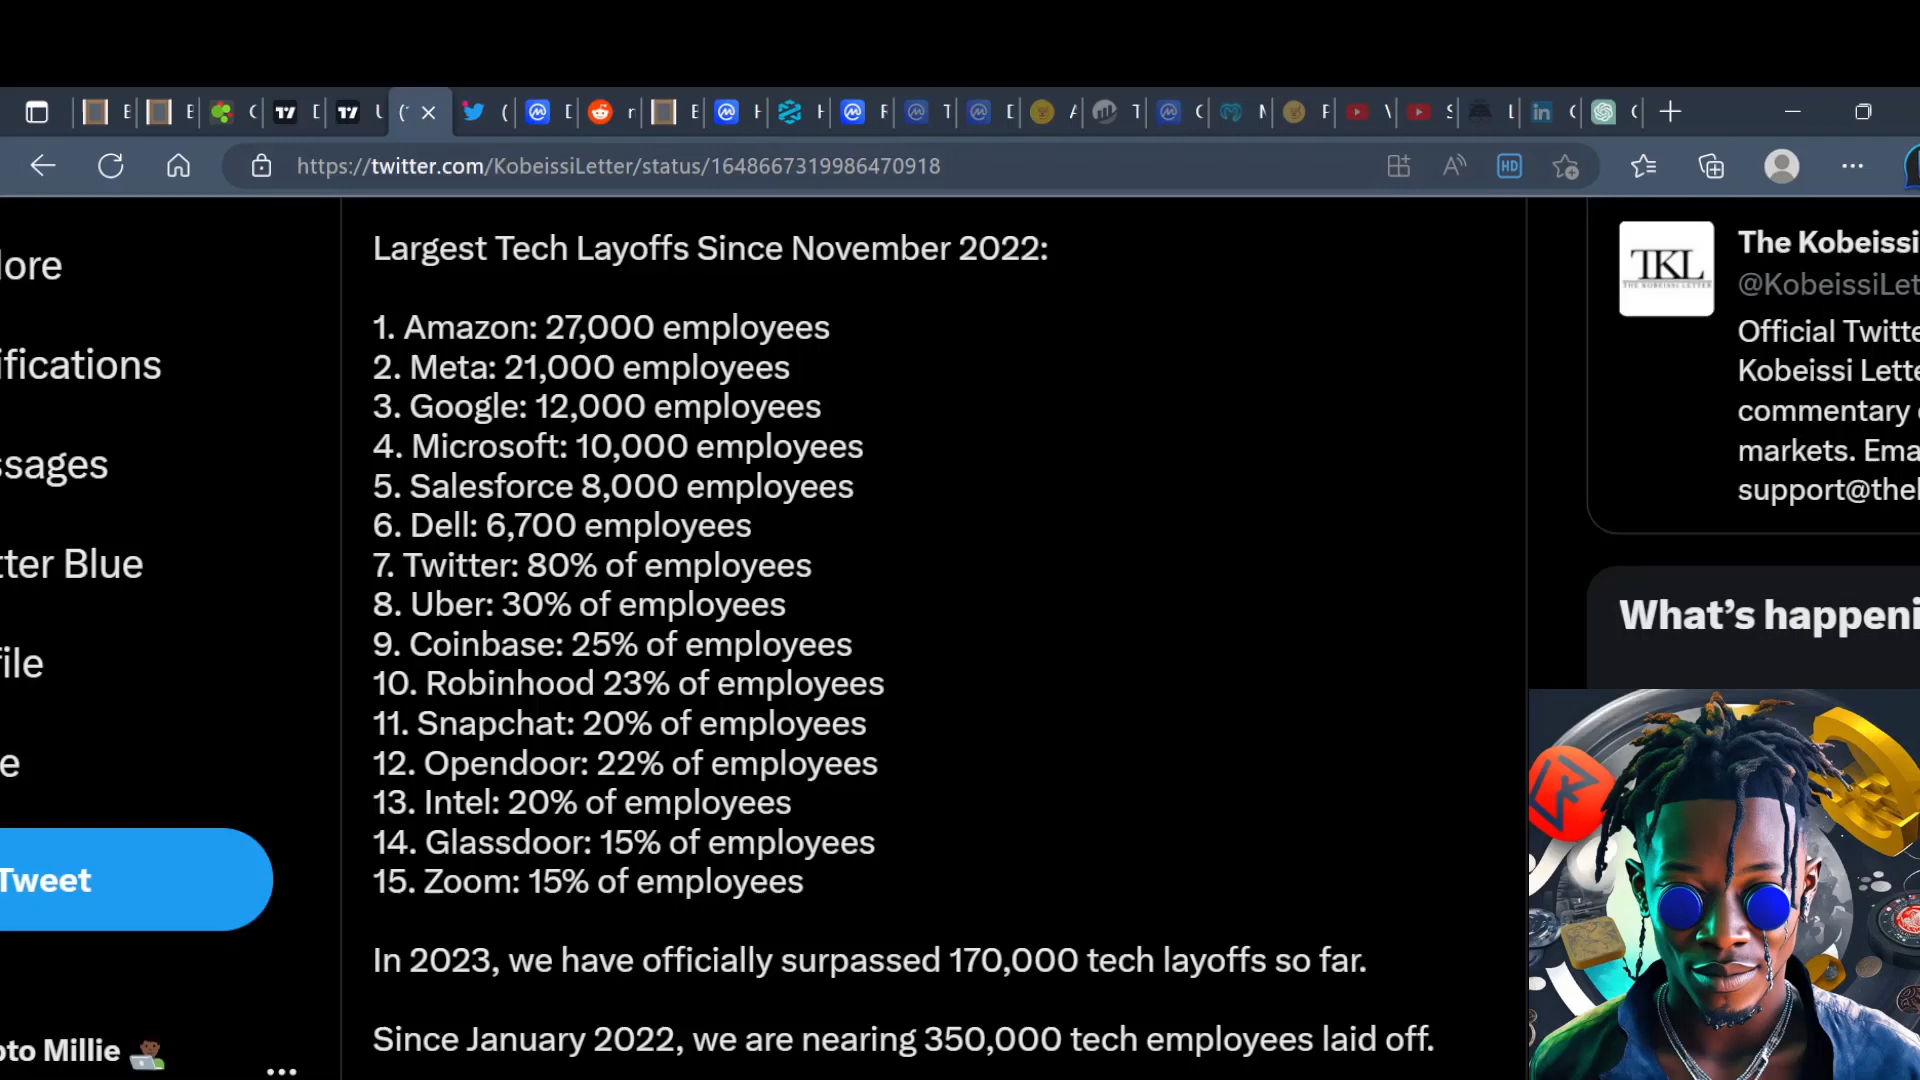 https://twitter.com/KobeissiLetter/status/1648667319986470918
HD
lore
ifications
ssages
tter Blue
file
e
Tweet
oto Millie
...
Largest Tech Layoffs Since November 2022:
1. Amazon: 27,000 employees
2. Meta: 21,000 employees
3. Google: 12,000 employees
4. Microsoft: 10,000 employees
5. Salesforce 8,000 employees
6. Dell: 6,700 employees
7. Twitter: 80% of employees
8. Uber: 30% of employees
9. Coinbase: 25% of employees
10. Robinhood 23% of employees
11. Snapchat: 20% of employees
12. Opendoor: 22% of employees
13. Intel: 20% of employees
14. Glassdoor: 15% of employees
15. Zoom: 15% of employees
In 2023, we have officially surpassed 170,000 tech layoffs so far.
Since January 2022, we are nearing 350,000 tech employees laid off.
TKL
THE KOBEISSI LETTER
The Kobeissi
@KobeissiLet
Official Twitte
Kobeissi Lette
commentary
markets. Ema
support@thel
What's happeni